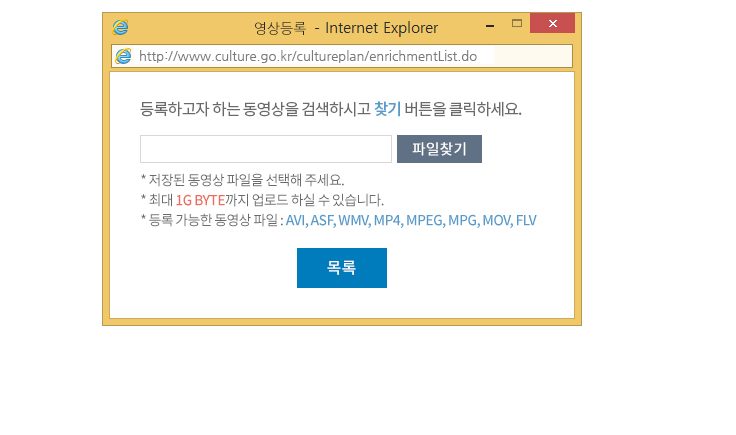 영상등록 - Internet Explorer
http://www.culture.go.kr/cultureplan/enrichmentList.do
등록하고자 하는 동영상을 검색하시고 찾기 버튼을 클릭하세요.
파일찾기
* 저장된 동영상 파일을 선택해 주세요.
* 최대 1G BYTE까지 업로드 하실 수 있습니다.
* 등록 가능한 동영상 파일 : AVI, ASF, WMV, MP4, MPEG, MPG, MOV, FLV
목록